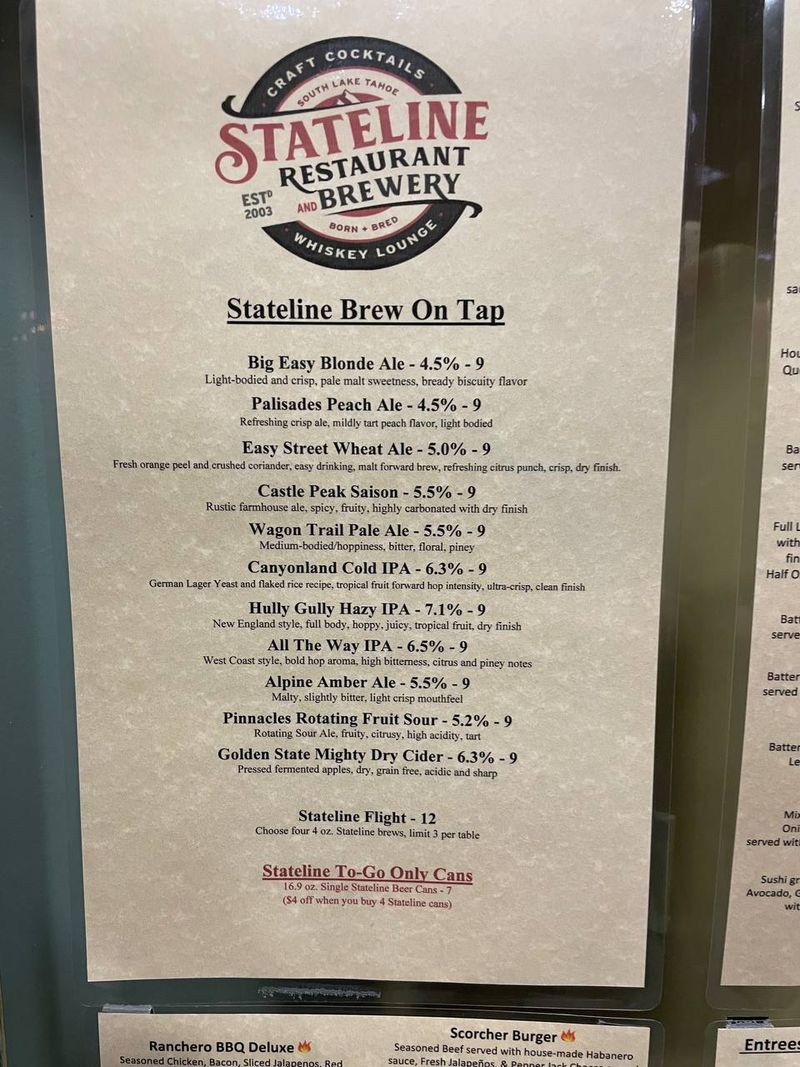 CRAFT COCKTAILS
SOUTH LAKE TAHOE
STATELINE
RESTAURANT
AND BREWERY
ESTD
2003
BORN + BRED
WHISKEY LOUNGE
Stateline Brew On Tap
Big Easy Blonde Ale - 4.5% - 9
Light-bodied and crisp, pale malt sweetness, bready biscuity flavor
Palisades Peach Ale - 4.5% - 9
Refreshing crisp ale, mildly tart peach flavor, light bodied
Easy Street Wheat Ale - 5.0% - 9
Fresh orange peel and crushed coriander, easy drinking, malt forward brew, refreshing citrus punch, crisp, dry finish.
Castle Peak Saison - 5.5% - 9
Rustic farmhouse ale, spicy, fruity, highly carbonated with dry finish
Wagon Trail Pale Ale - 5.5% - 9
Medium-bodied/hoppiness, bitter, floral, piney
Canyonland Cold IPA - 6.3% - 9
German Lager Yeast and flaked rice recipe, tropical fruit forward hop intensity, ultra-crisp, clean finish
Hully Gully Hazy IPA - 7.1% - 9
New England style, full body, hoppy, juicy, tropical fruit, dry finish
All The Way IPA - 6.5% - 9
West Coast style, bold hop aroma, high bitterness, citrus and piney notes
Alpine Amber Ale - 5.5% - 9
Malty, slightly bitter, light crisp mouthfeel
Pinnacles Rotating Fruit Sour - 5.2% - 9
Rotating Sour Ale, fruity, citrusy, high acidity, tart
Golden State Mighty Dry Cider - 6.3% - 9
Pressed fermented apples, dry, grain free, acidic and sharp
Stateline Flight - 12
Choose four 4 oz. Stateline brews, limit 3 per table
Stateline To-Go Only Cans
16.9 oz. Single Stateline Beer Cans - 7
($4 off when you buy 4 Stateline cans)
Ranchero BBQ Deluxe
Seasoned Chicken, Bacon, Sliced Jalapenos, Red
Scorcher Burger
Seasoned Beef served with house-made Habanero
sauce, Fresh Jalapeños, & Pepper Jack
Full
with
Half
served
served
served with
Avocado,
Entrees